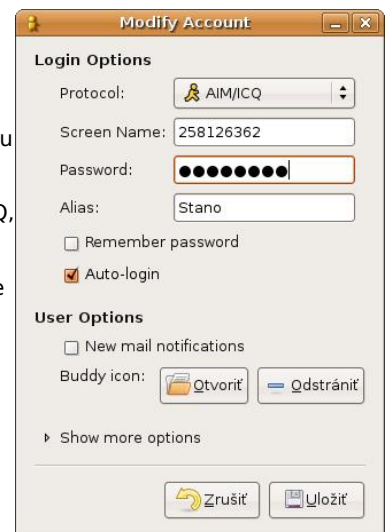 Modify Account
Login Options
Protocol: AIM/ICQ
u
Screen Name: 258126362
Password: ●●●●●●●●
Q,
Alias: Stano
Remember password
Auto-login
e
User Options
New mail notifications
Buddy icon: Otvoriť Odstrániť
Show more options
Zrušiť Uložiť